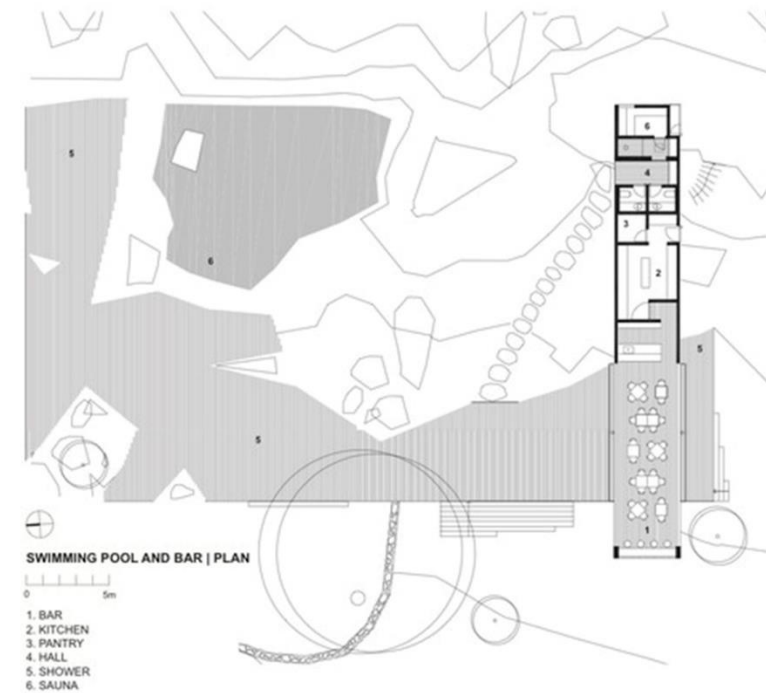 6
5
4
3
6
2
5
5
1
SWIMMING POOL AND BAR | PLAN
0 5m
1. BAR
2. KITCHEN
3. PANTRY
4. HALL
5. SHOWER
6. SAUNA